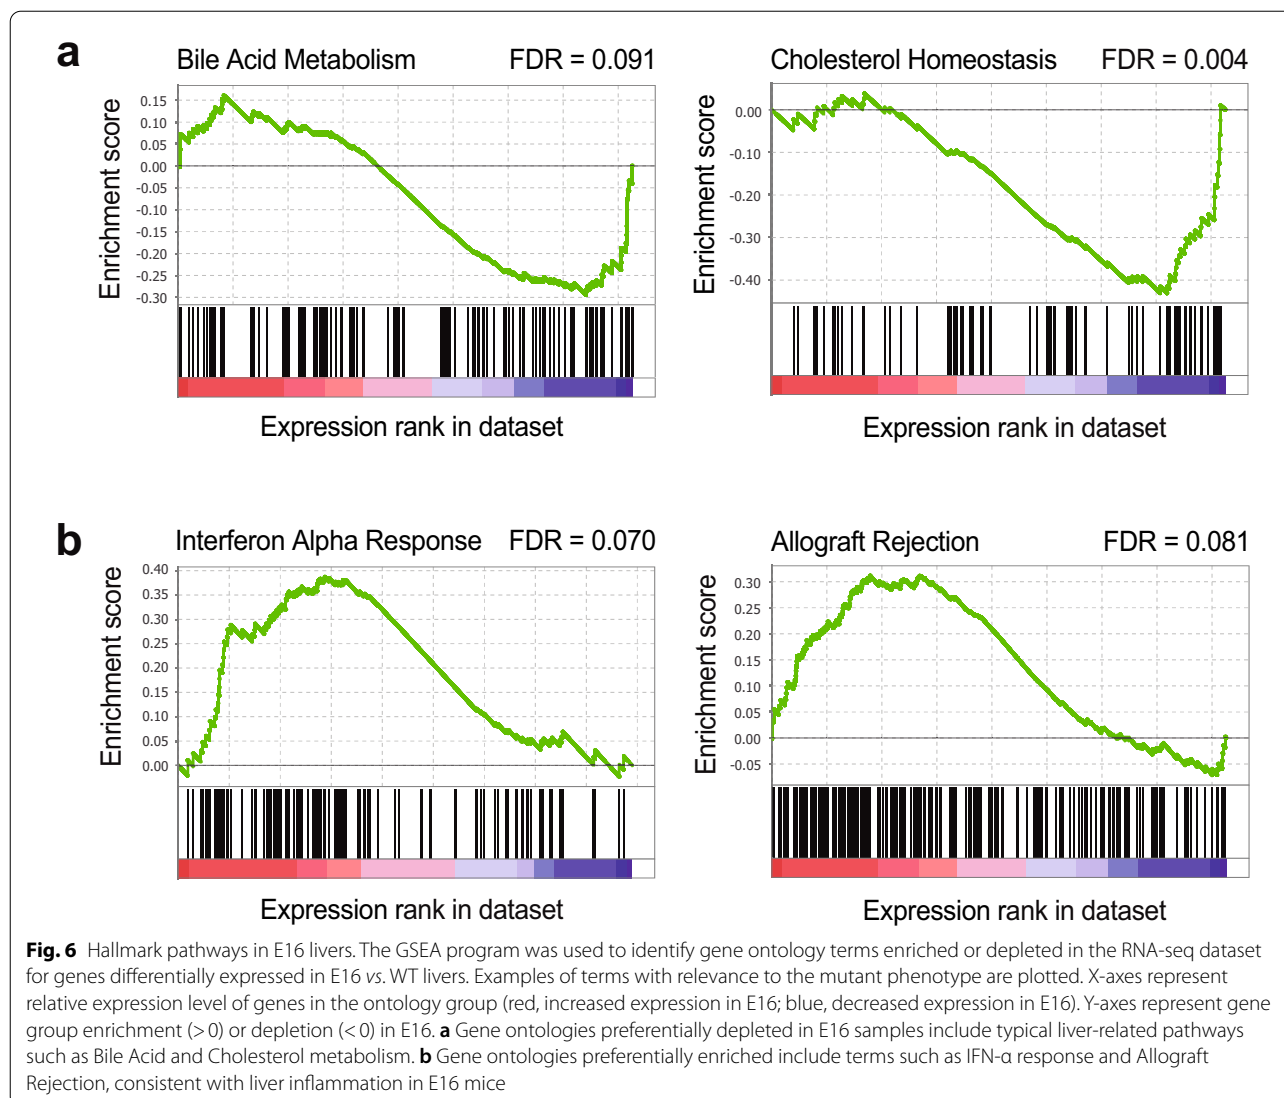 a
Bile Acid Metabolism FDR = 0.091
Enrichment score
0.15
0.10
0.05
0.00
-0.05
-0.10
-0.15
-0.20
-0.25
-0.30
Expression rank in dataset
Cholesterol Homeostasis FDR = 0.004
Enrichment score
0.00
-0.10
-0.20
-0.30
-0.40
Expression rank in dataset
b
Interferon Alpha Response FDR = 0.070
Enrichment score
0.40
0.35
0.30
0.25
0.20
0.15
0.10
0.05
0.00
Expression rank in dataset
Allograft Rejection FDR = 0.081
Enrichment score
0.30
0.25
0.20
0.15
0.10
0.05
0.00
-0.05
Expression rank in dataset
Fig. 6 Hallmark pathways in E16 livers. The GSEA program was used to identify gene ontology terms enriched or depleted in the RNA-seq dataset
for genes differentially expressed in E16 vs. WT livers. Examples of terms with relevance to the mutant phenotype are plotted. X-axes represent
relative expression level of genes in the ontology group (red, increased expression in E16; blue, decreased expression in E16). Y-axes represent gene
group enrichment (> 0) or depletion (< 0) in E16. a Gene ontologies preferentially depleted in E16 samples include typical liver-related pathways
such as Bile Acid and Cholesterol metabolism. b Gene ontologies preferentially enriched include terms such as IFN-α response and Allograft
Rejection, consistent with liver inflammation in E16 mice